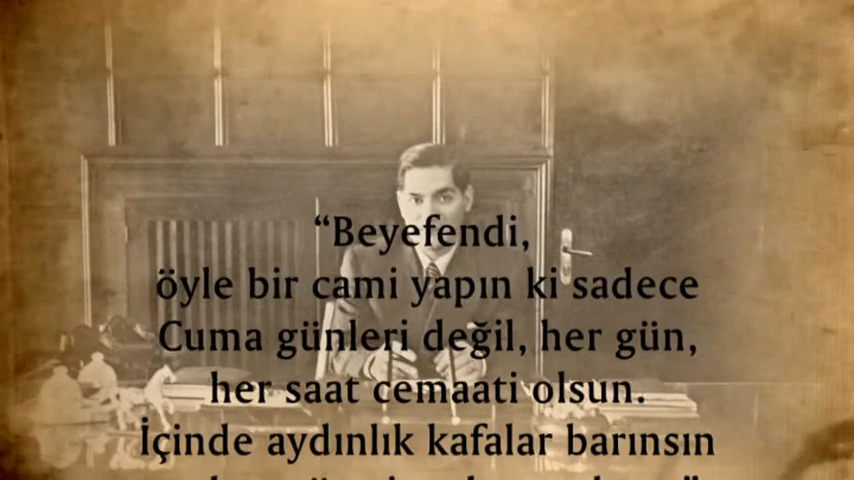 “Beyefendi,
öyle bir cami yapın ki sadece
Cuma günleri değil, her gün,
her saat cemaati olsun.
İçinde aydınlık kafalar barınsın